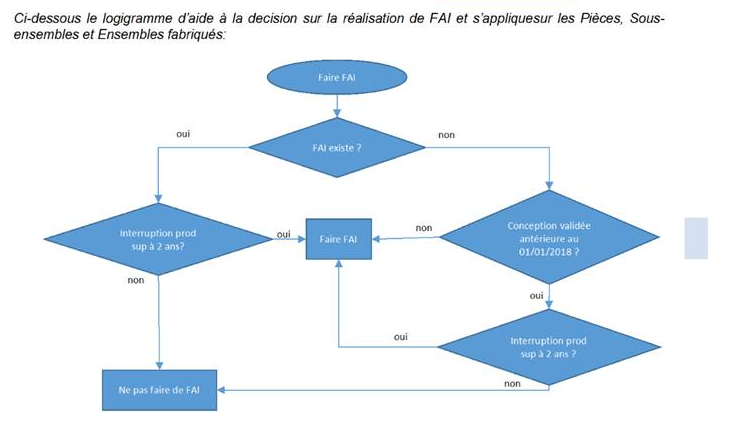 Ci-dessous le logigramme d'aide à la decision sur la réalisation de FAI et s'appliquesur les Pièces, Sous-
ensembles et Ensembles fabriqués:
Faire FAI
oui
non
FAI existe ?
Interruption prod
sup à 2 ans?
oui
Faire FAI
non
Conception validée
antérieure au
01/01/2018 ?
non
oui
oui
Interruption prod
sup à 2 ans ?
non
Ne pas faire de FAI